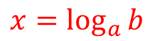 x = logₐ b